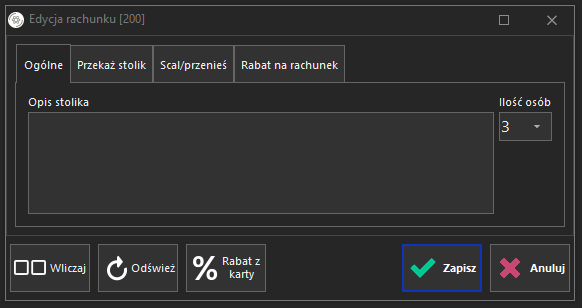 Edycja rachunku [200]
Ogólne
Przekaż stolik
Scal/przenieś
Rabat na rachunek
Opis stolika
Ilość osób
3
Wliczaj
Odśwież
Rabat z
karty
Zapisz
Anuluj